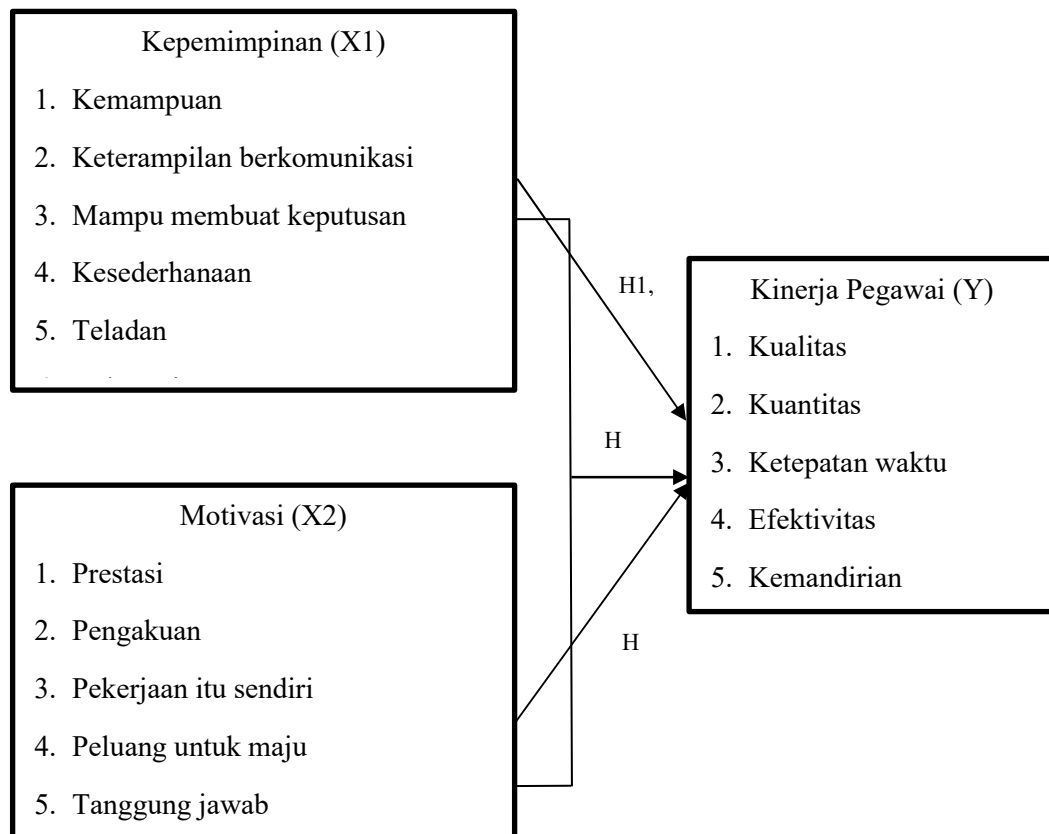 Kepemimpinan (X1)
1. Kemampuan
2. Keterampilan berkomunikasi
3. Mampu membuat keputusan
4. Kesederhanaan
5. Teladan
H1,
Kinerja Pegawai (Y)
1. Kualitas
2. Kuantitas
3. Ketepatan waktu
4. Efektivitas
5. Kemandirian
H
H
Motivasi (X2)
1. Prestasi
2. Pengakuan
3. Pekerjaan itu sendiri
4. Peluang untuk maju
5. Tanggung jawab